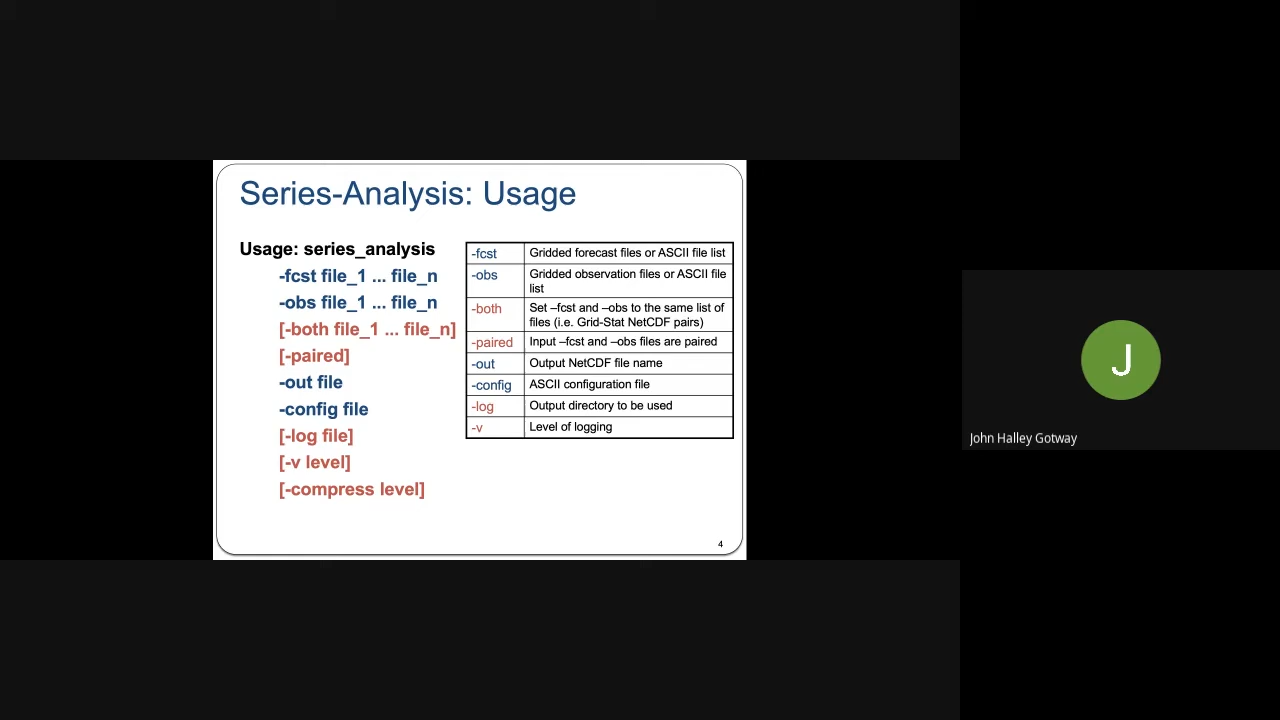 Series-Analysis: Usage
Usage: series_analysis
-fcst file_1 ... file_n
-obs file_1 ... file_n
[-both file_1 ... file_n]
[-paired]
-out file
-config file
[-log file]
[-v level]
[-compress level]
-fcst Gridded forecast files or ASCII file list
-obs Gridded observation files or ASCII file
list
-both Set –fcst and –obs to the same list of
files (i.e. Grid-Stat NetCDF pairs)
-paired Input –fcst and –obs files are paired
-out Output NetCDF file name
-config ASCII configuration file
-log Output directory to be used
-v Level of logging
4
J
John Halley Gotway